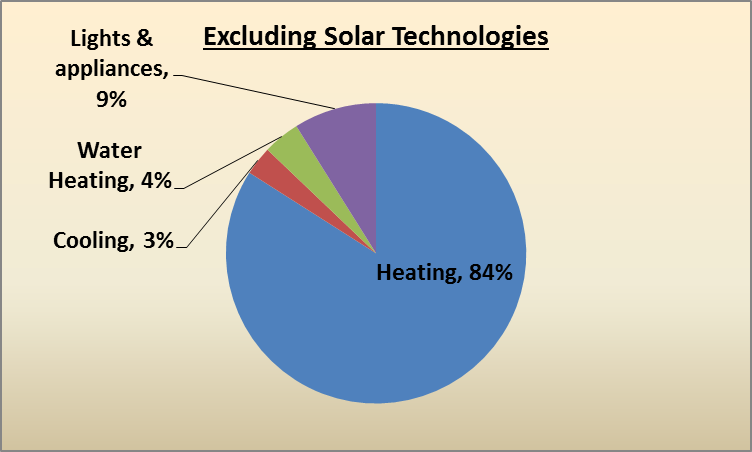 Excluding Solar Technologies
Lights &
appliances,
9%
Water
Heating, 4%
Cooling, 3%
Heating, 84%